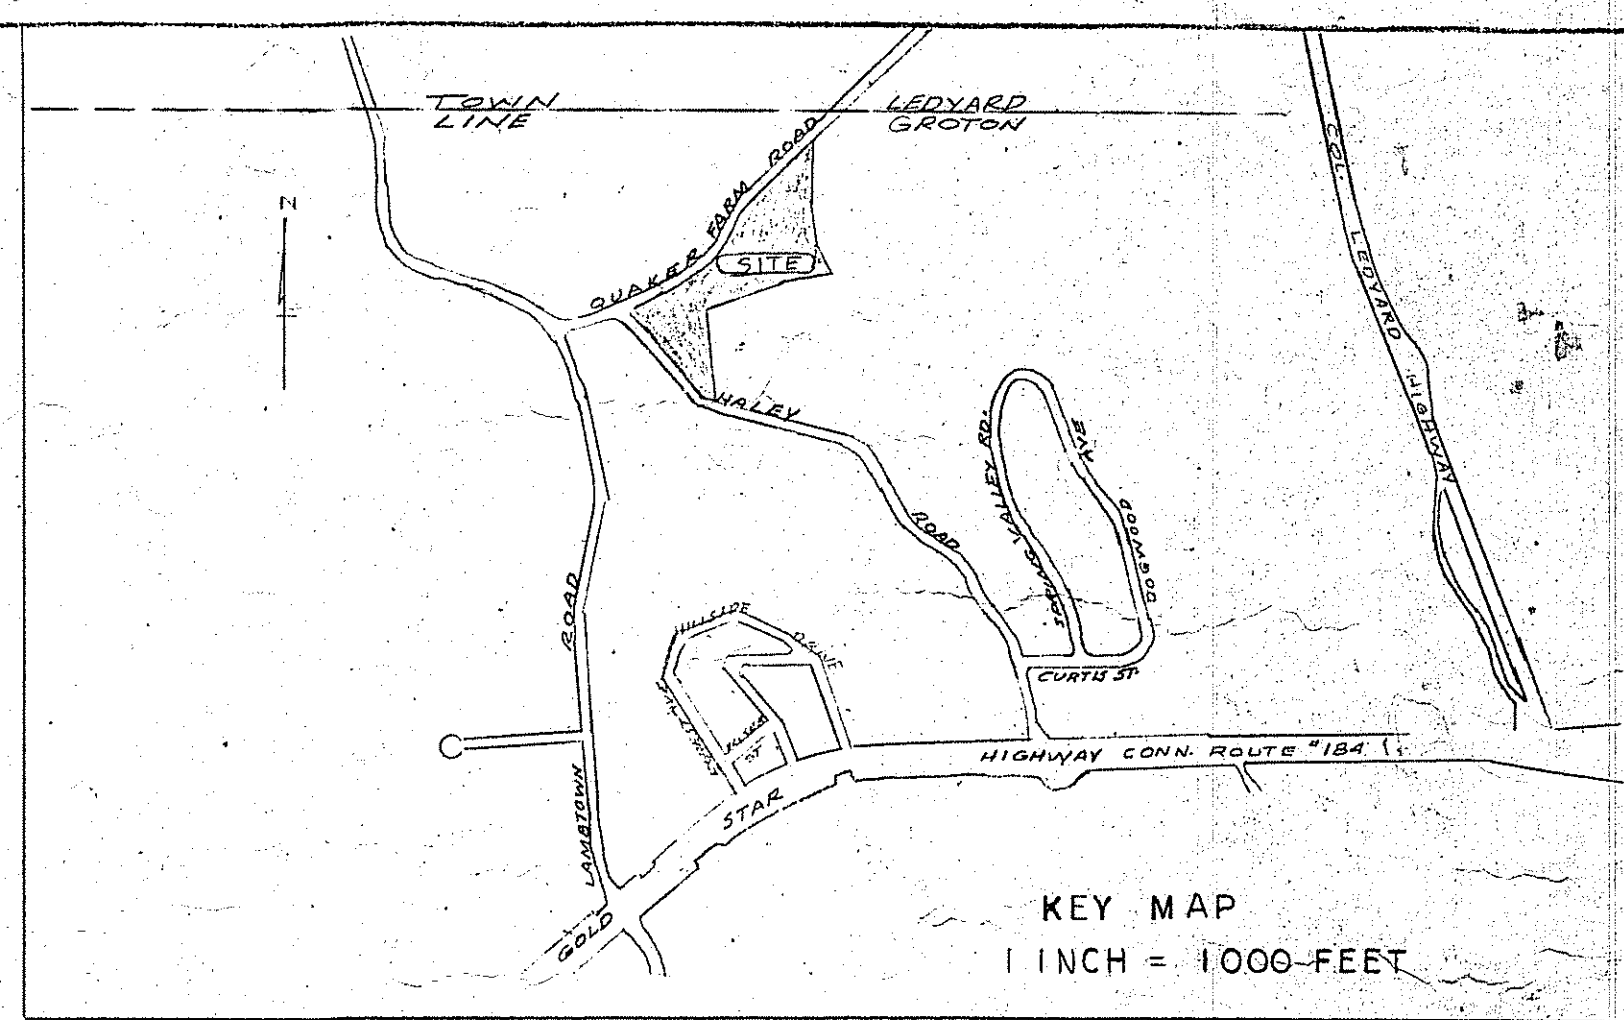 TOWN
LINE
LEDYARD
GROTON
N
QUAKER FARM ROAD
SITE
COL. LEDYARD HIGHWAY
HALEY ROAD
SPRING VALLEY RD.
DOGWOOD AVE
HILLSIDE DRIVE
CURTIS ST.
ST
LAMBTOWN ROAD
GOLD STAR HIGHWAY CONN. ROUTE #184
KEY MAP
1 INCH = 1000 FEET